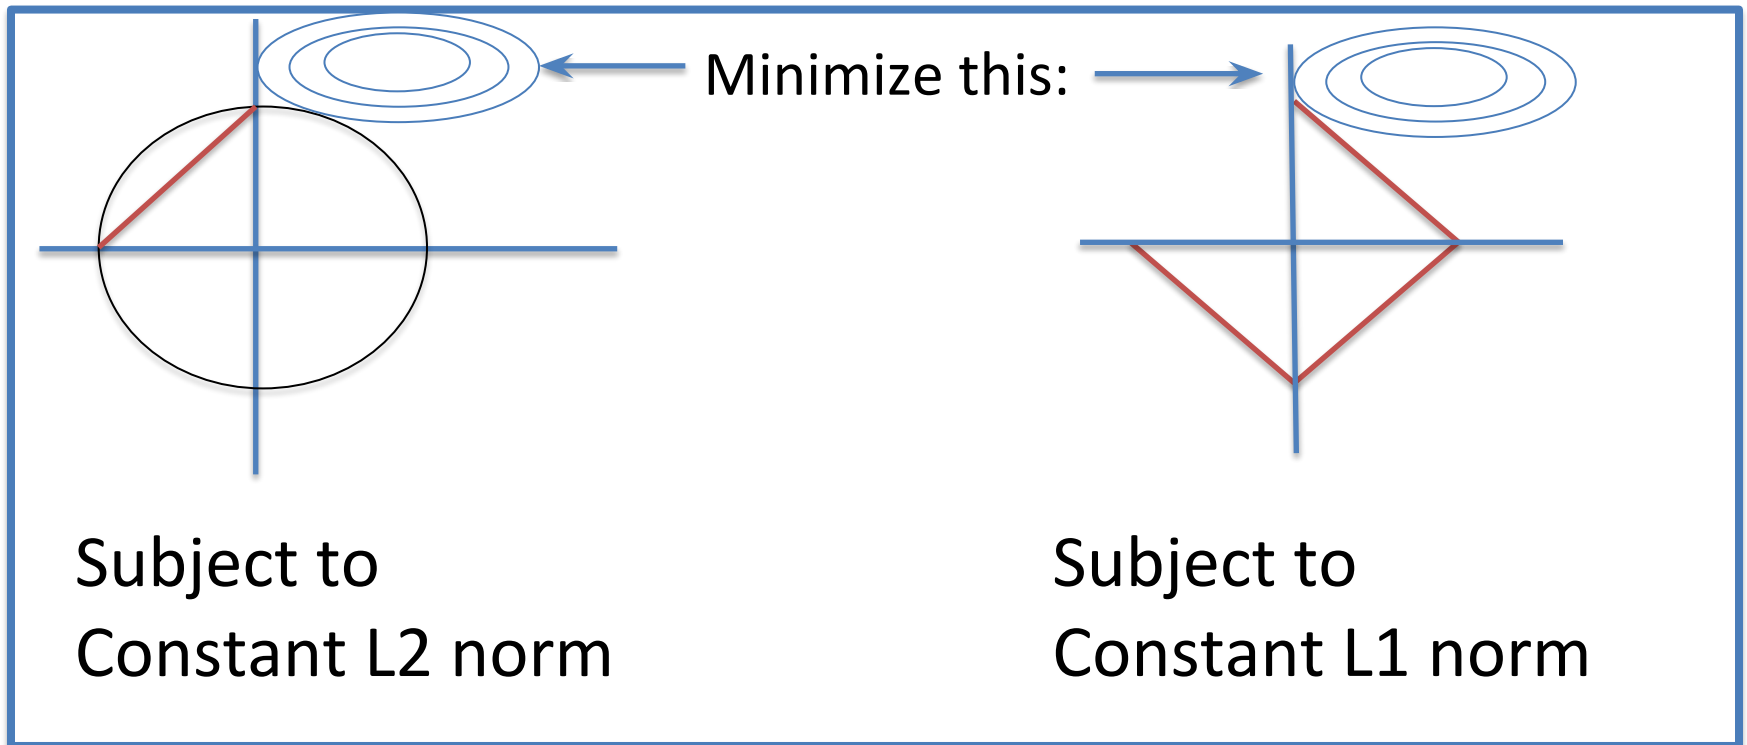 Minimize this:
Subject to
Constant L2 norm
Subject to
Constant L1 norm